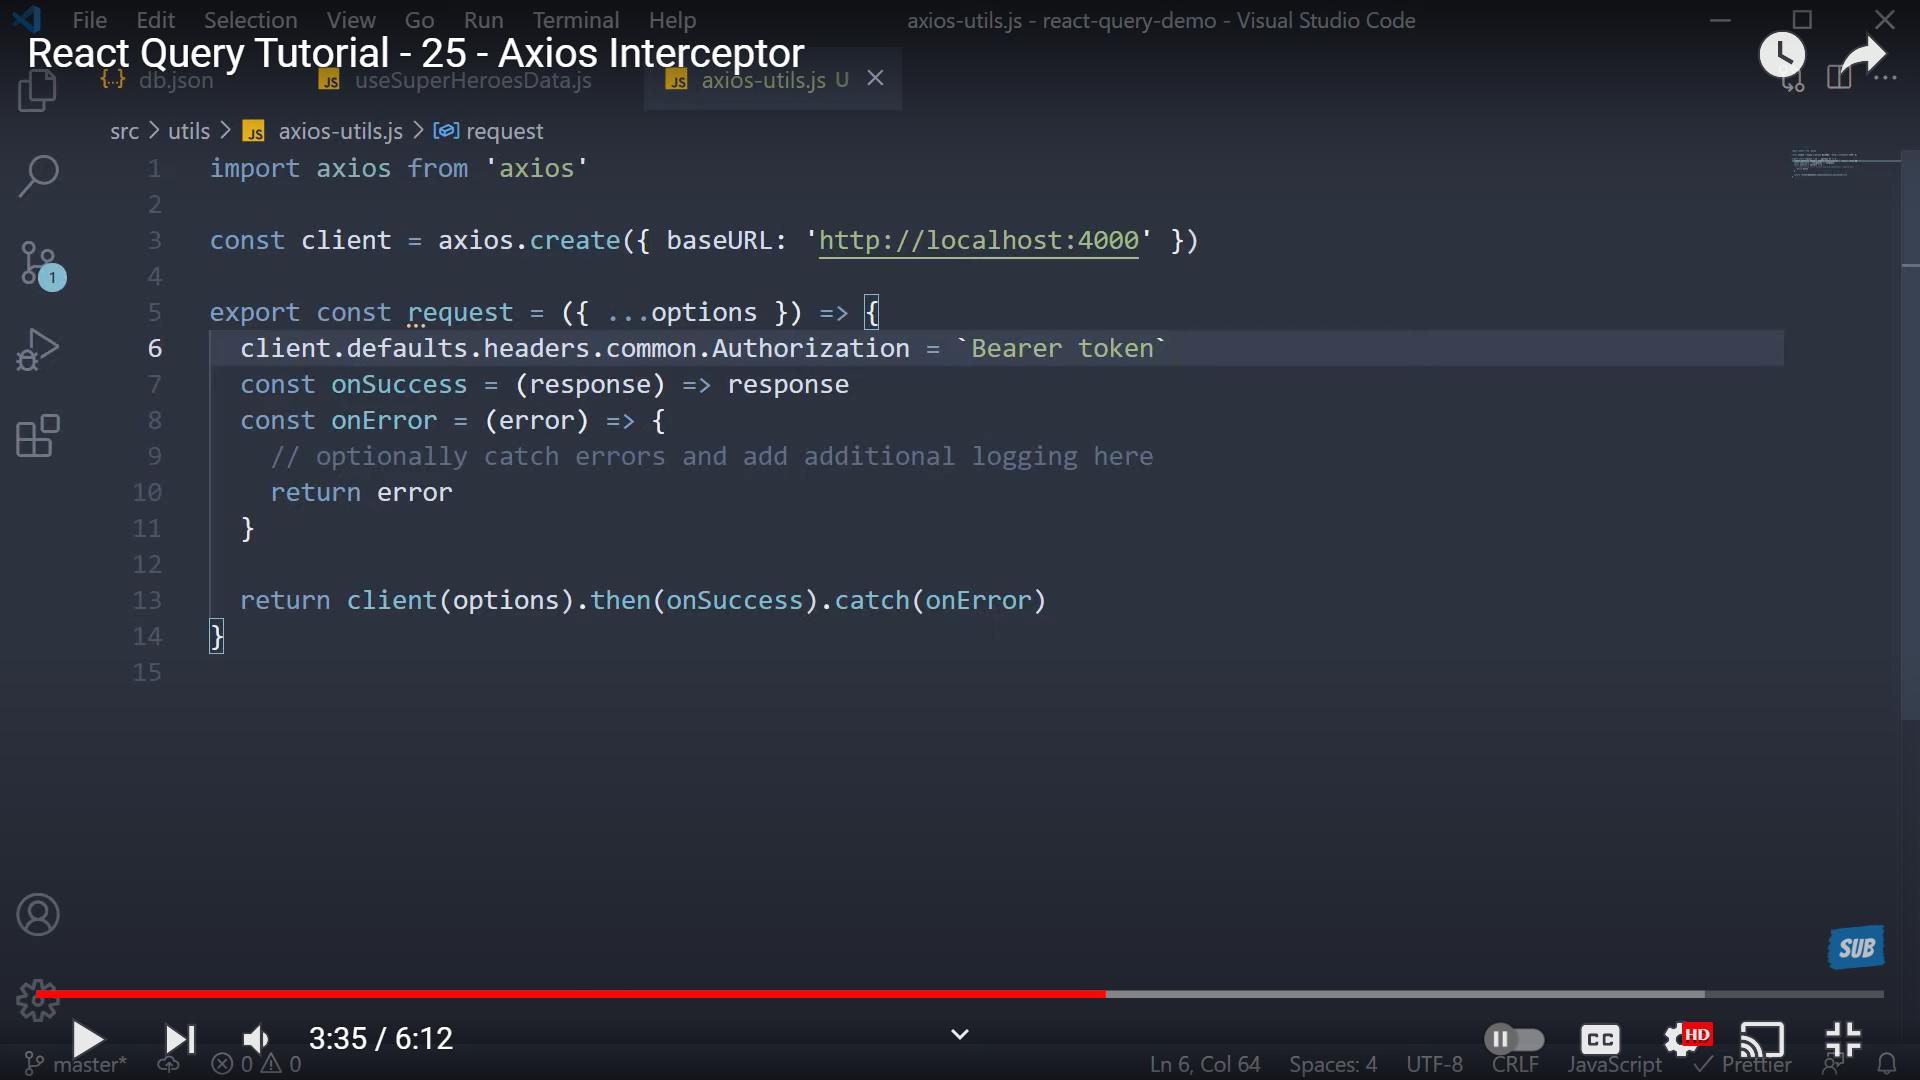 File Edit Selection View Go Run Terminal Help axios-utils.js - react-query-demo - Visual Studio Code
React Query Tutorial - 25 - Axios Interceptor
{..} db.json JS useSuperHeroesData.js JS axios-utils.js U
src > utils > JS axios-utils.js > request
1 import axios from 'axios'
2
3 const client = axios.create({ baseURL: 'http://localhost:4000' })
4
5 export const request = ({ ...options }) => {
6 client.defaults.headers.common.Authorization = `Bearer token`
7 const onSuccess = (response) => response
8 const onError = (error) => {
9 // optionally catch errors and add additional logging here
10 return error
11 }
12
13 return client(options).then(onSuccess).catch(onError)
14 }
15
1
SUB
3:35 / 6:12 CC HD
master* 0 0 Ln 6, Col 64 Spaces: 4 UTF-8 CRLF JavaScript Prettier